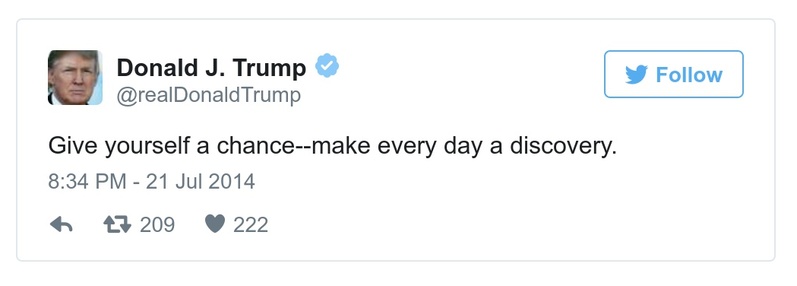 Donald J. Trump
@realDonaldTrump
Follow
Give yourself a chance--make every day a discovery.
8:34 PM - 21 Jul 2014
209 222